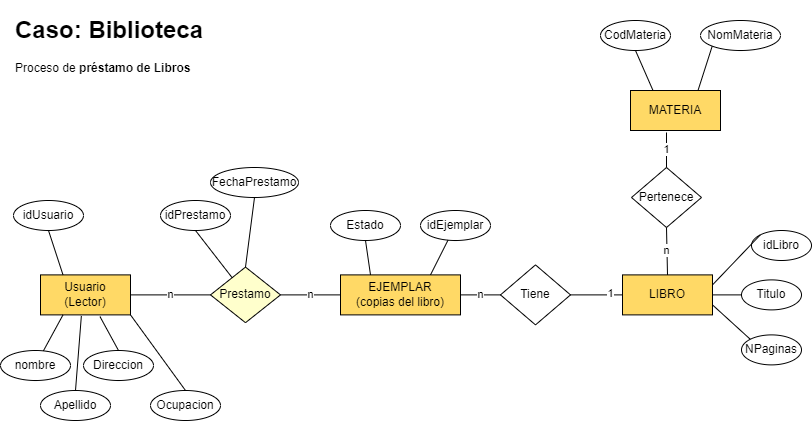 Caso: Biblioteca
Proceso de préstamo de Libros
CodMateria
NomMateria
MATERIA
1
Pertenece
n
FechaPrestamo
idPrestamo
idUsuario
Estado
idEjemplar
idLibro
Usuario
(Lector)
n
Prestamo
n
EJEMPLAR
(copias del libro)
n
Tiene
1
LIBRO
Titulo
NPaginas
nombre
Direccion
Apellido
Ocupacion